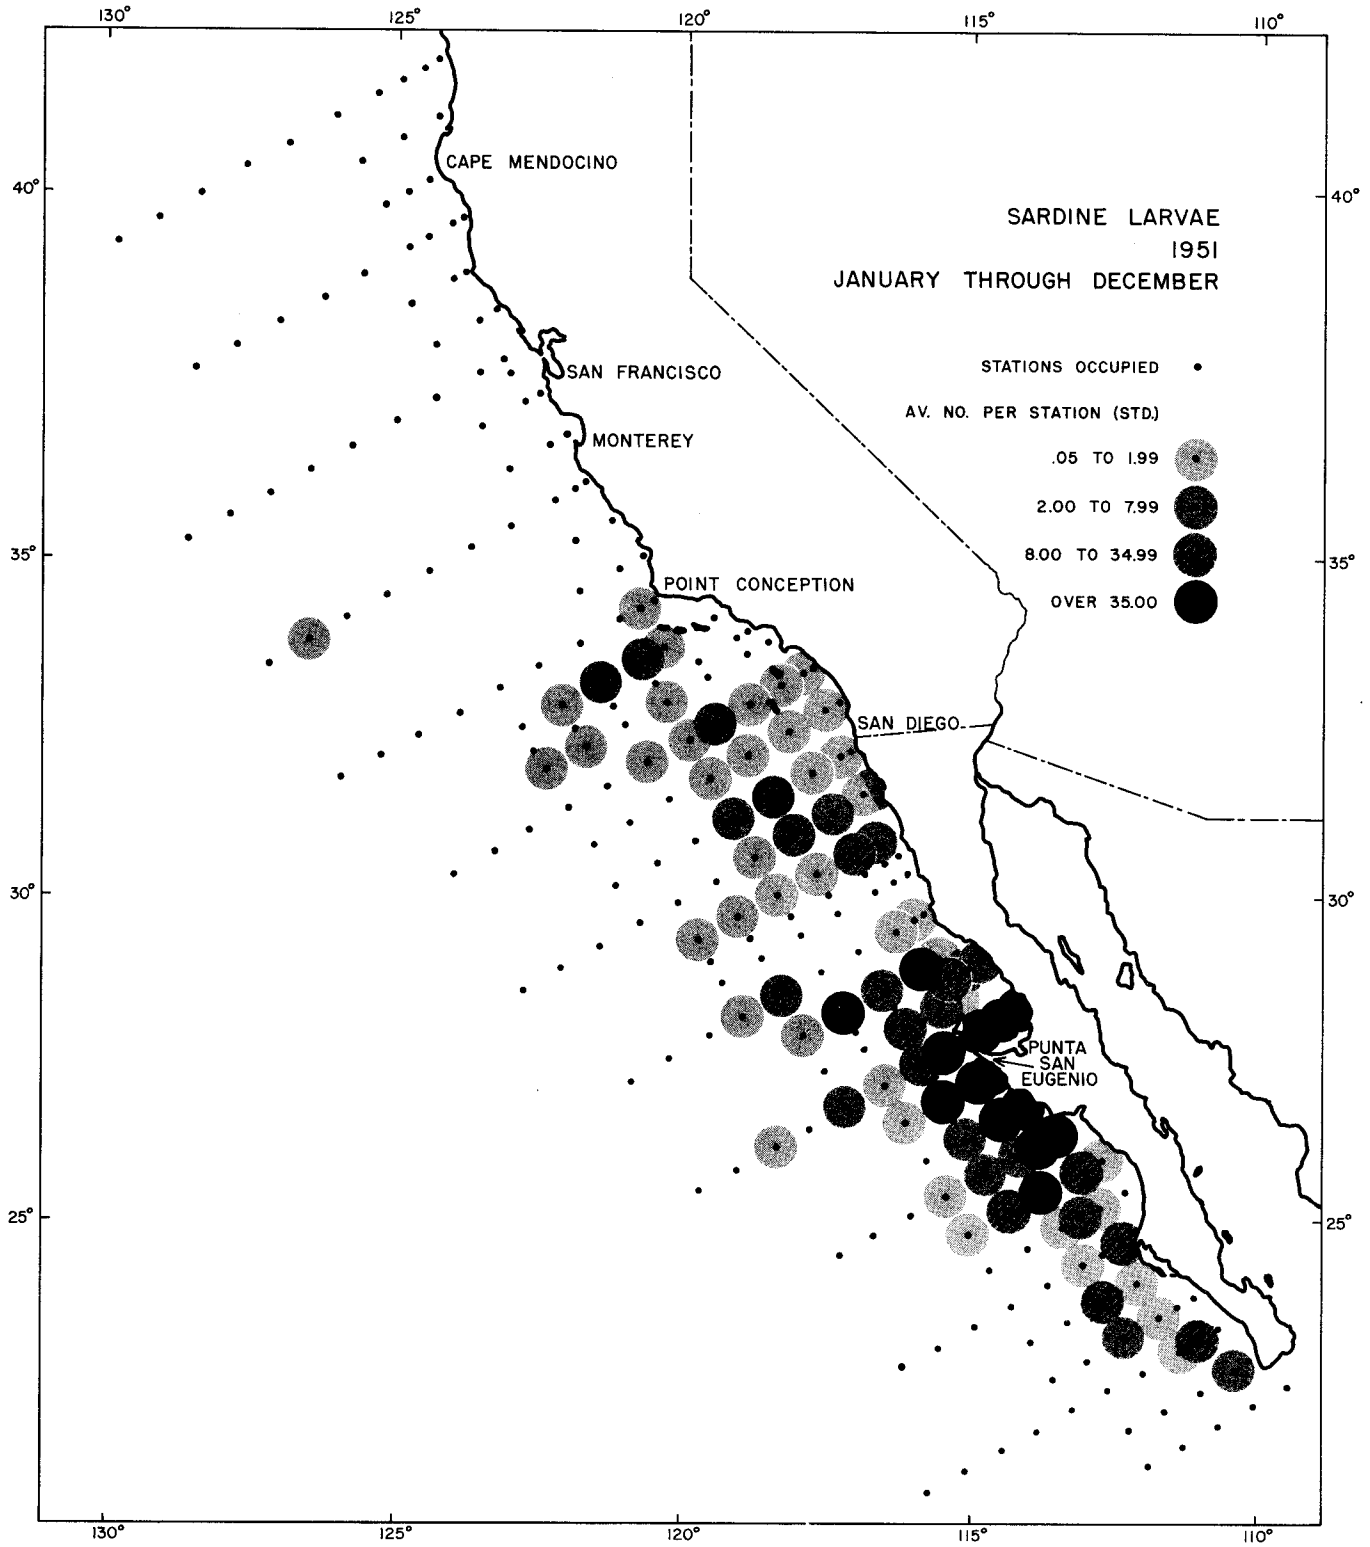 130°
125°
120°
115°
110°
CAPE MENDOCINO
40°
40°
SARDINE LARVAE
1951
JANUARY THROUGH DECEMBER
SAN FRANCISCO
STATIONS OCCUPIED
AV. NO. PER STATION (STD.)
MONTEREY
.05 TO 1.99
2.00 TO 7.99
35°
35°
8.00 TO 34.99
POINT CONCEPTION
OVER 35.00
SAN DIEGO
30°
30°
PUNTA
SAN
EUGENIO
25°
25°
130°
125°
120°
115°
110°